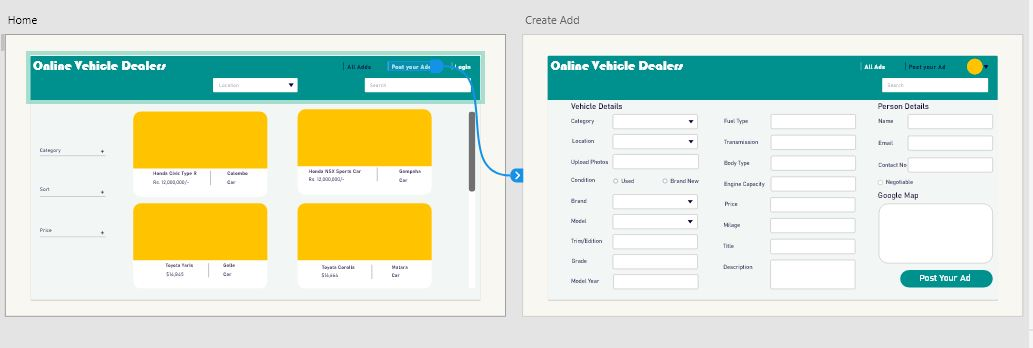 Home
Online Vehicle Dealers
All Adds
Post your Ads
Login
Location
Search
Category
+
Sort
+
Price
+
Honda Civic Type R
Colombo
Rs. 12,000,000/-
Car
Honda NSX Sports Car
Gampaha
Rs. 12,000,000/-
Car
Toyota Yaris
Galle
$16,845
Car
Toyota Corolla
Matara
Car
Create Add
Online Vehicle Dealers
All Ads
Post your Ad
Search
Vehicle Details
Category
Location
Upload Photos
Condition
Used
Brand New
Brand
Model
Trim/Edition
Grade
Model Year
Fuel Type
Transmission
Body Type
Engine Capacity
Price
Milage
Title
Description
Person Details
Name
Email
Contact No
Negotiable
Google Map
Post Your Ad